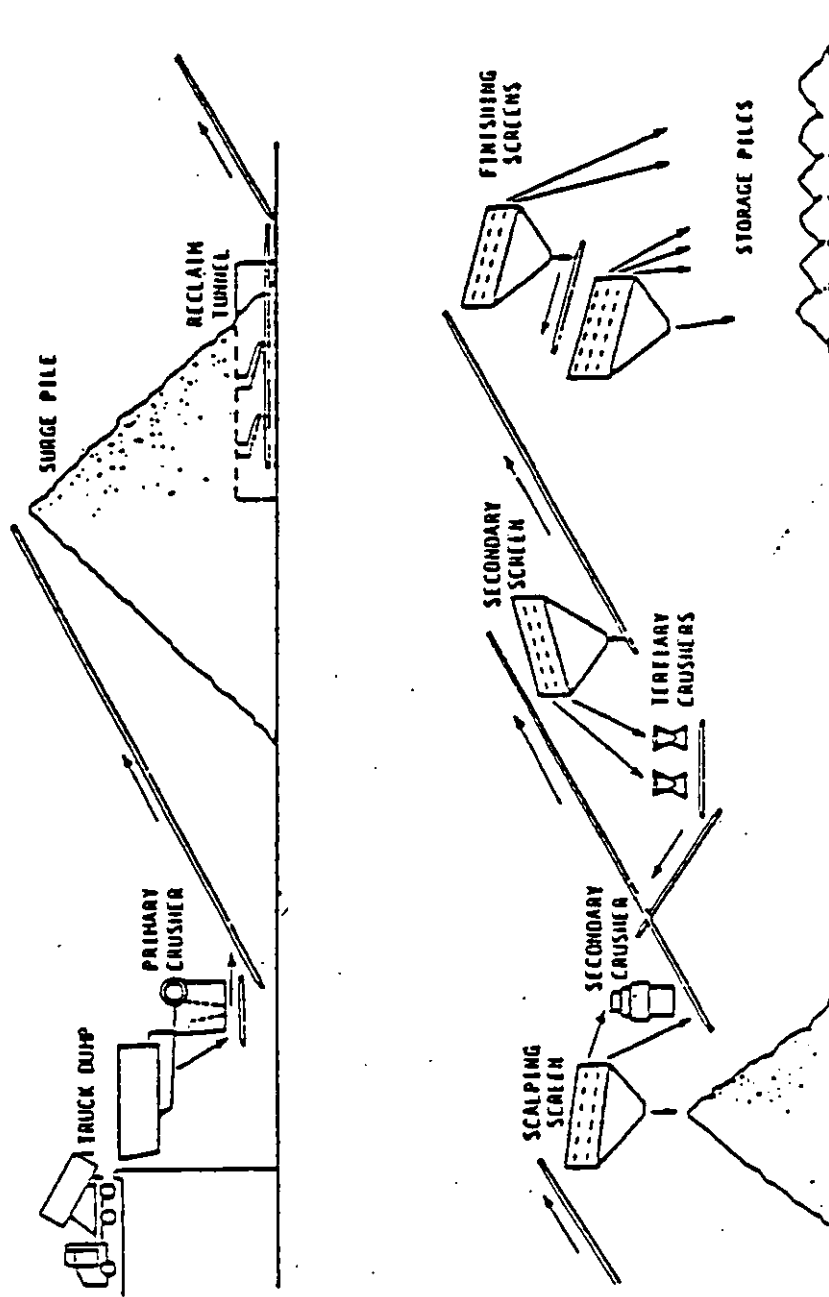 TRUCK DUMP
PRIMARY
CRUSHER
SURGE PILE
RECLAIM
TUNNEL
SCALPING
SCREEN
SECONDARY
CRUSHER
TERTIARY
CRUSHERS
SECONDARY
SCREEN
FINISHING
SCREENS
STORAGE PILES